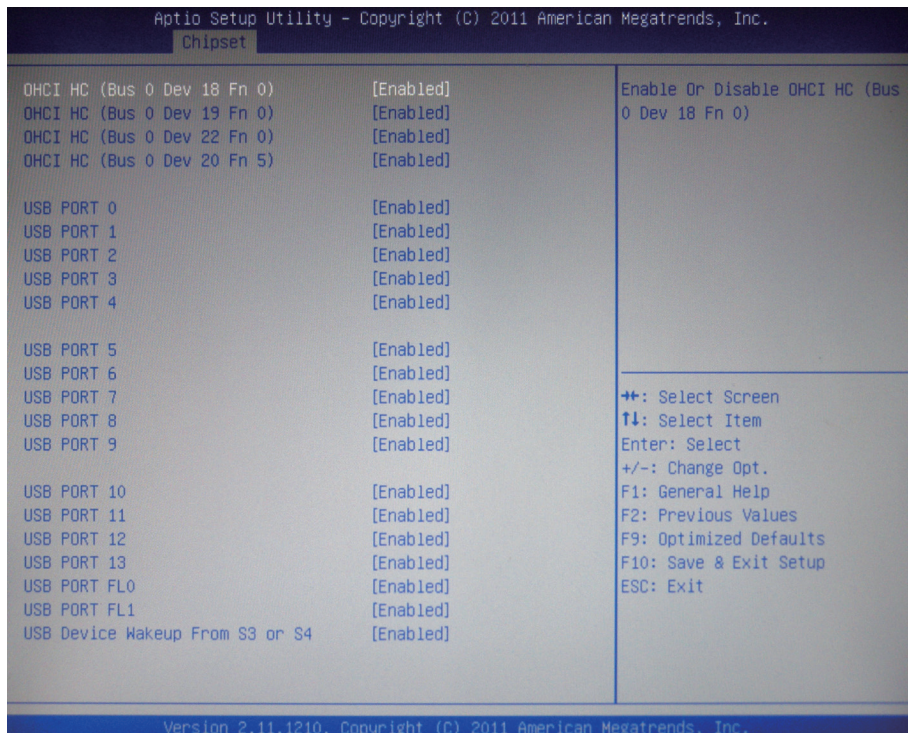 Aptio Setup Utility – Copyright (C) 2011 American Megatrends, Inc.
Chipset
OHCI HC (Bus 0 Dev 18 Fn 0) [Enabled]
OHCI HC (Bus 0 Dev 19 Fn 0) [Enabled]
OHCI HC (Bus 0 Dev 22 Fn 0) [Enabled]
OHCI HC (Bus 0 Dev 20 Fn 5) [Enabled]
USB PORT 0 [Enabled]
USB PORT 1 [Enabled]
USB PORT 2 [Enabled]
USB PORT 3 [Enabled]
USB PORT 4 [Enabled]
USB PORT 5 [Enabled]
USB PORT 6 [Enabled]
USB PORT 7 [Enabled]
USB PORT 8 [Enabled]
USB PORT 9 [Enabled]
USB PORT 10 [Enabled]
USB PORT 11 [Enabled]
USB PORT 12 [Enabled]
USB PORT 13 [Enabled]
USB PORT FL0 [Enabled]
USB PORT FL1 [Enabled]
USB Device Wakeup From S3 or S4 [Enabled]
Enable Or Disable OHCI HC (Bus
0 Dev 18 Fn 0)
→←: Select Screen
↑↓: Select Item
Enter: Select
+/-: Change Opt.
F1: General Help
F2: Previous Values
F9: Optimized Defaults
F10: Save & Exit Setup
ESC: Exit
Version 2.11.1210. Copyright (C) 2011 American Megatrends, Inc.